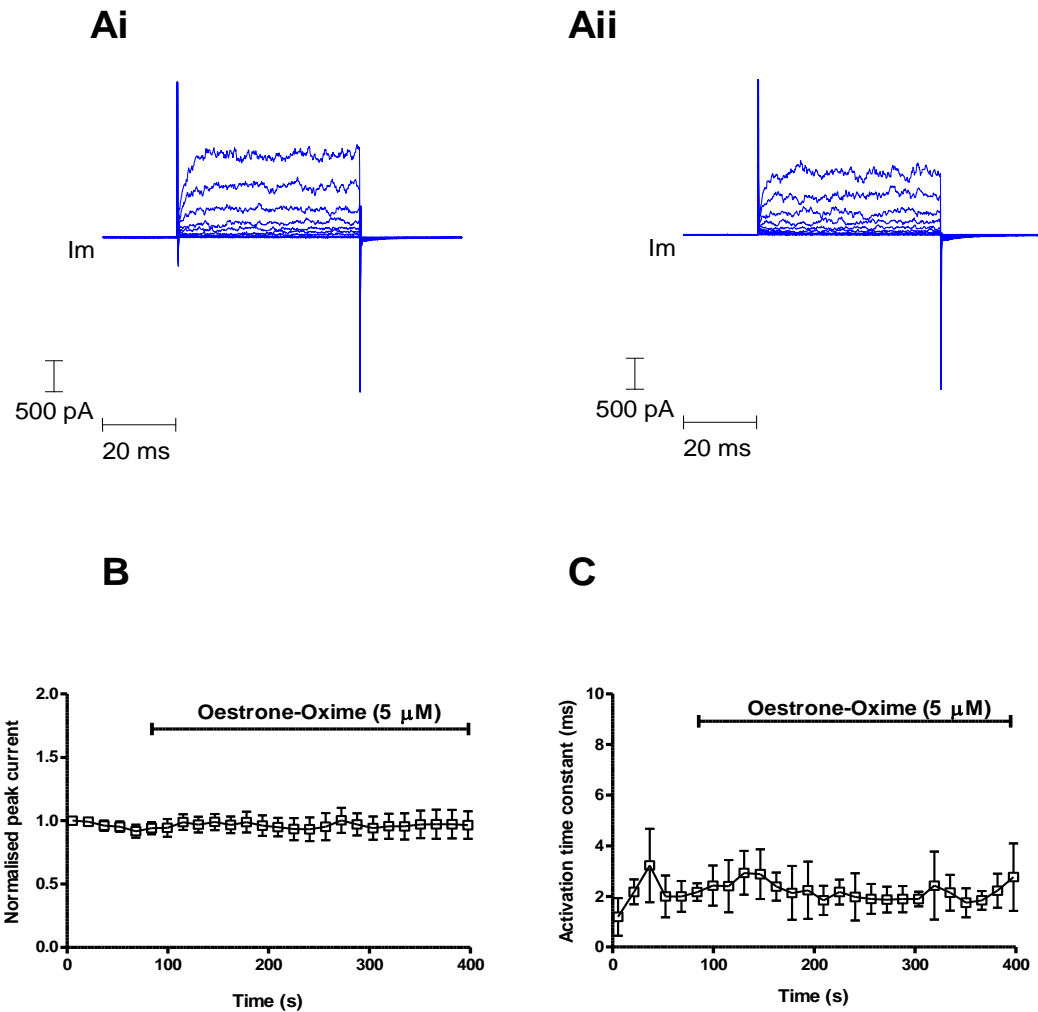 Ai
Aii
Im
500 pA
20 ms
Im
500 pA
20 ms
B
C
Normalised peak current
2.0
1.5
1.0
0.5
0.0
Oestrone-Oxime (5 μM)
0 100 200 300 400
Time (s)
Activation time constant (ms)
10
8
6
4
2
0
Oestrone-Oxime (5 μM)
0 100 200 300 400
Time (s)